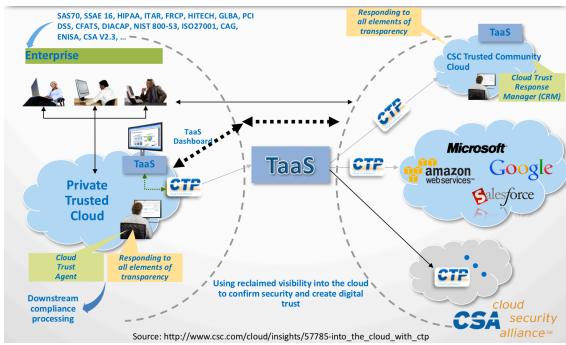 SAS70, SSAE 16, HIPAA, ITAR, FRCP, HITECH, GLBA, PCI
DSS, CFATS, DIACAP, NIST 800-53, ISO27001, CAG,
ENISA, CSA V2.3, ...
Enterprise
Responding to
all elements of
transparency
TaaS
CSC Trusted Community
Cloud
Cloud Trust
Response
Manager (CRM)
TaaS
Dashboard
CTP
TaaS
CTP
TaaS
CTP
Private
Trusted
Cloud
Microsoft
amazon
webservices™
Google
salesforce
Cloud
Trust
Agent
Responding to
all elements of
transparency
CTP
Downstream
compliance
processing
Using reclaimed visibility into the cloud
to confirm security and create digital
trust
CSA
cloud
security
alliance℠
Source: http://www.csc.com/cloud/insights/57785-into_the_cloud_with_ctp